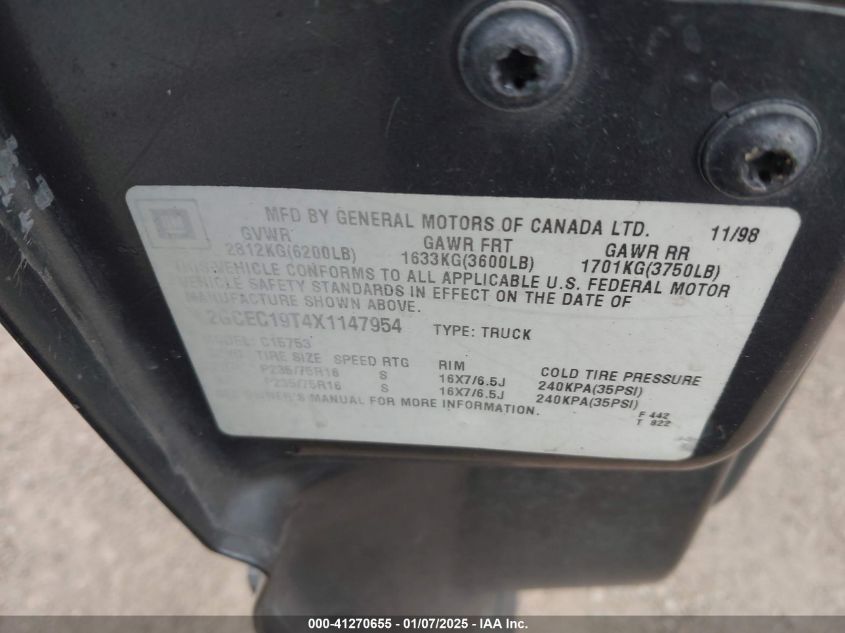 GM
MFD BY GENERAL MOTORS OF CANADA LTD. 11/98
GVWR GAWR FRT GAWR RR
2812KG(6200LB) 1633KG(3600LB) 1701KG(3750LB)
VEHICLE CONFORMS TO ALL APPLICABLE U.S. FEDERAL MOTOR
VEHICLE SAFETY STANDARDS IN EFFECT ON THE DATE OF
MANUFACTURE SHOWN ABOVE.
2GCEC19T4X1147954 TYPE: TRUCK
MODEL: C15753
TIRE SIZE SPEED RTG RIM COLD TIRE PRESSURE
P235/75R16 S 16X7/6.5J 240KPA(35PSI)
P235/75R16 S 16X7/6.5J 240KPA(35PSI)
OWNER'S MANUAL FOR MORE INFORMATION.
F 442
T 822
000-41270655 - 01/07/2025 - IAA Inc.